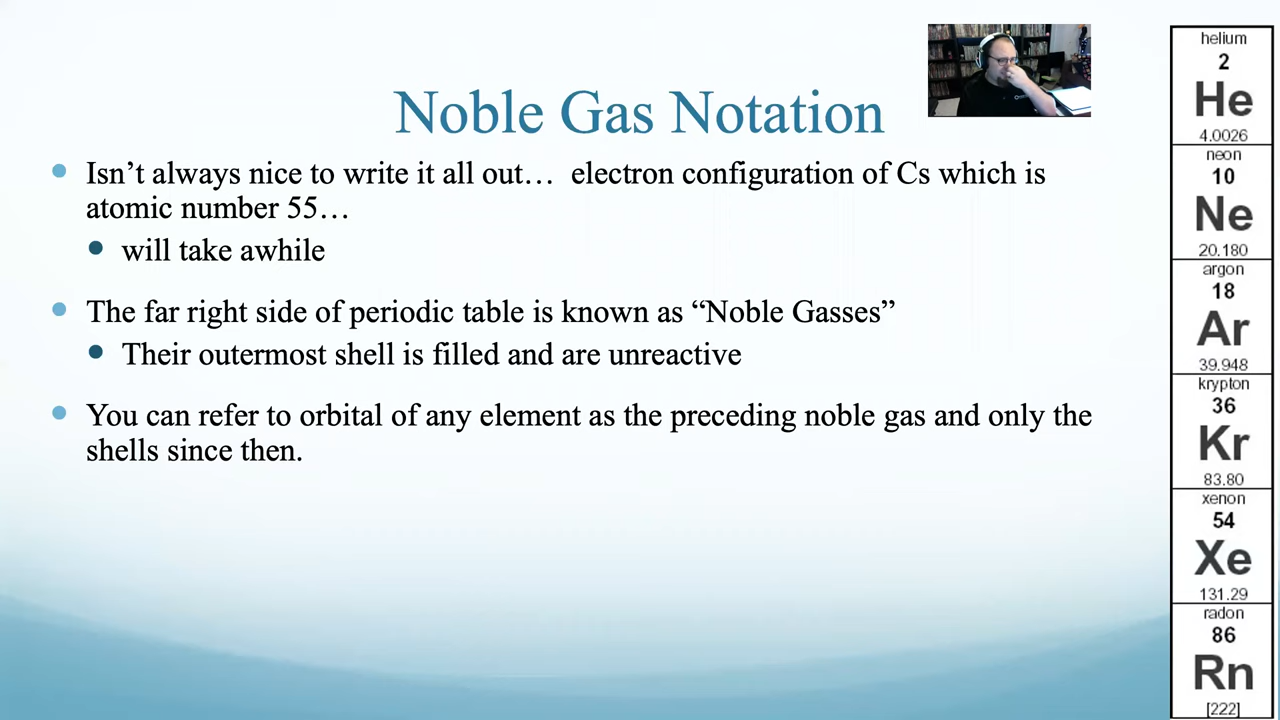 Noble Gas Notation
Isn’t always nice to write it all out… electron configuration of Cs which is
atomic number 55…
will take awhile
The far right side of periodic table is known as “Noble Gasses”
Their outermost shell is filled and are unreactive
You can refer to orbital of any element as the preceding noble gas and only the
shells since then.
helium
2
He
4.0026
neon
10
Ne
20.180
argon
18
Ar
39.948
krypton
36
Kr
83.80
xenon
54
Xe
131.29
radon
86
Rn
[222]